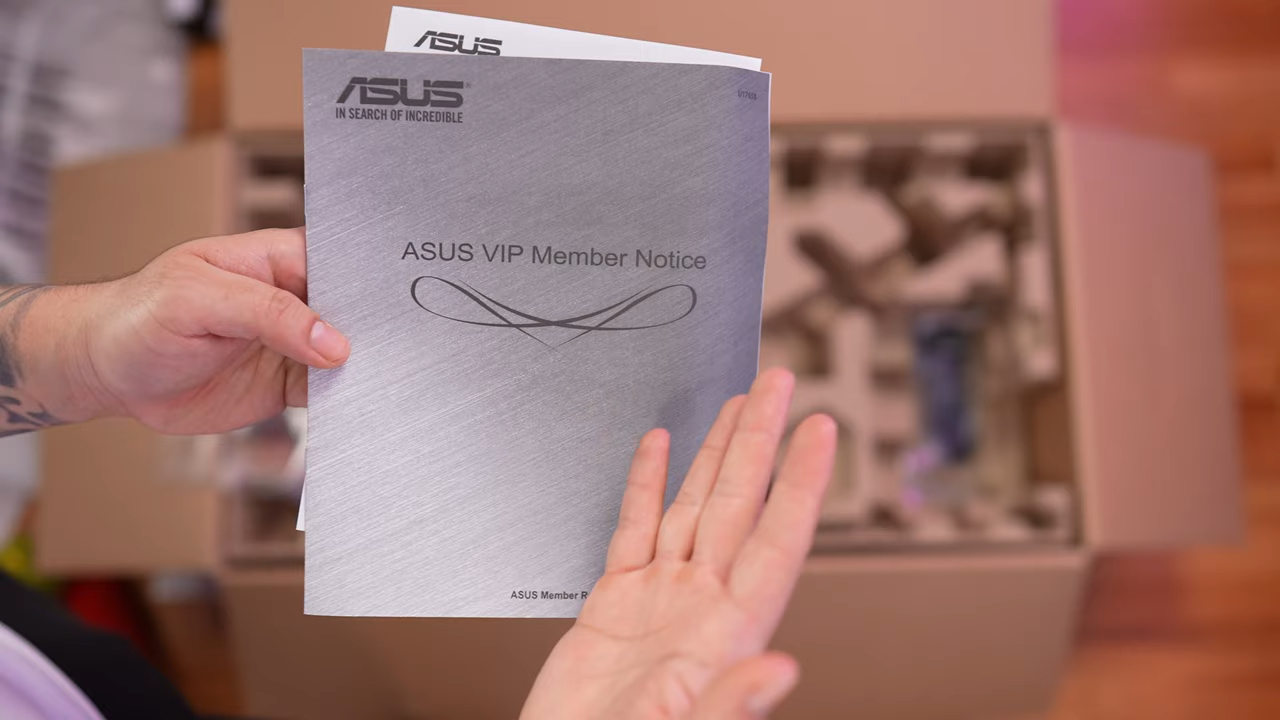 ASUS
ASUS
IN SEARCH OF INCREDIBLE
ASUS VIP Member Notice
ASUS Member